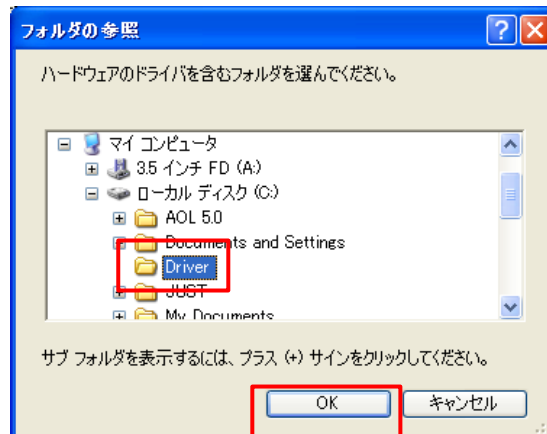 フォルダの参照
ハードウェアのドライバを含むフォルダを選んでください。
マイ コンピュータ
3.5 インチ FD (A:)
ローカル ディスク (C:)
AOL 5.0
Documents and Settings
Driver
JUST
My Documents
サブ フォルダを表示するには、プラス (+) サインをクリックしてください。
OK キャンセル